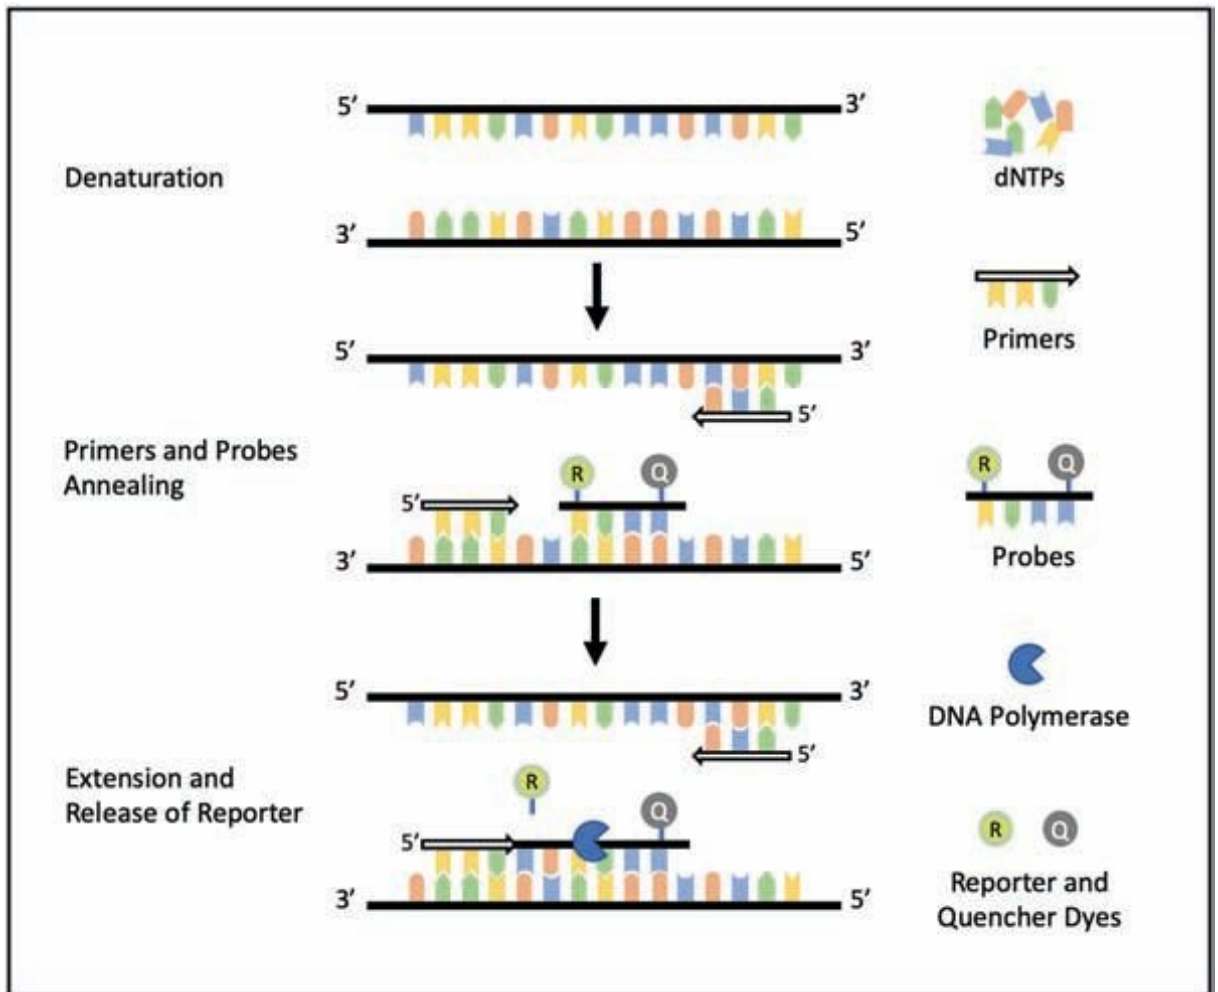 5’ 3’
Denaturation
3’ 5’
dNTPs
Primers
5’ 3’
5’
Primers and Probes
Annealing
R Q
5’
3’ 5’
R Q
Probes
DNA Polymerase
5’ 3’
5’
Extension and
Release of Reporter
R
Q
5’
3’ 5’
R Q
Reporter and
Quencher Dyes